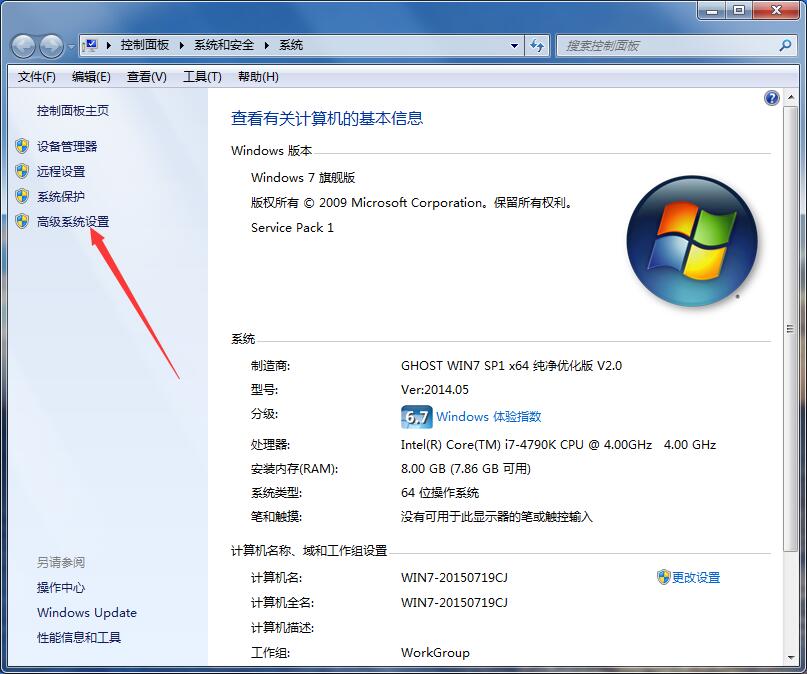 控制面板 系统和安全 系统
搜索控制面板
文件(F) 编辑(E) 查看(V) 工具(T) 帮助(H)
控制面板主页
设备管理器
远程设置
系统保护
高级系统设置
另请参阅
操作中心
Windows Update
性能信息和工具
查看有关计算机的基本信息
Windows 版本
Windows 7 旗舰版
版权所有 © 2009 Microsoft Corporation。保留所有权利。
Service Pack 1
系统
制造商: GHOST WIN7 SP1 x64 纯净优化版 V2.0
型号: Ver:2014.05
分级: 6.7 Windows 体验指数
处理器: Intel(R) Core(TM) i7-4790K CPU @ 4.00GHz 4.00 GHz
安装内存(RAM): 8.00 GB (7.86 GB 可用)
系统类型: 64 位操作系统
笔和触摸: 没有可用于此显示器的笔或触控输入
计算机名称、域和工作组设置
计算机名: WIN7-20150719CJ 更改设置
计算机全名: WIN7-20150719CJ
计算机描述:
工作组: WorkGroup